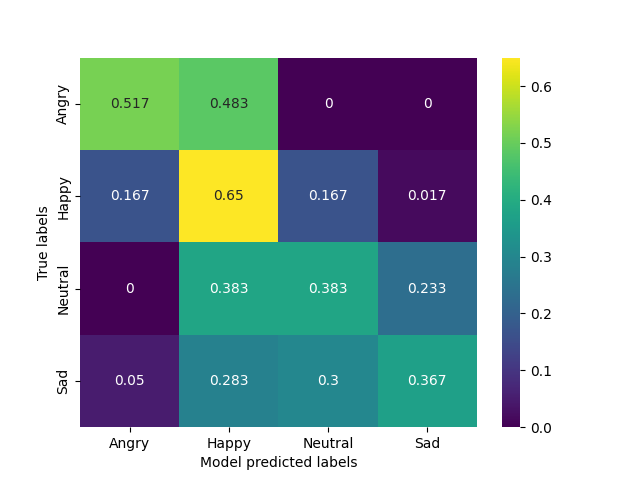 Angry 0.517 0.483 0 0
Happy 0.167 0.65 0.167 0.017
Neutral 0 0.383 0.383 0.233
Sad 0.05 0.283 0.3 0.367
True labels
Angry Happy Neutral Sad
Model predicted labels
0.6
0.5
0.4
0.3
0.2
0.1
0.0